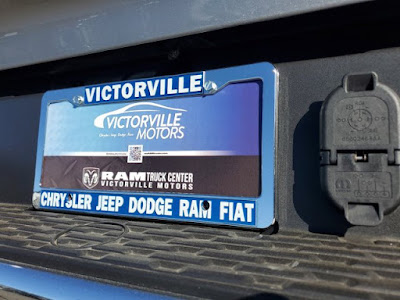 VICTORVILLE
VICTORVILLE
MOTORS
RAM TRUCK CENTER
VICTORVILLE MOTORS
CHRYSLER JEEP DODGE RAM FIAT